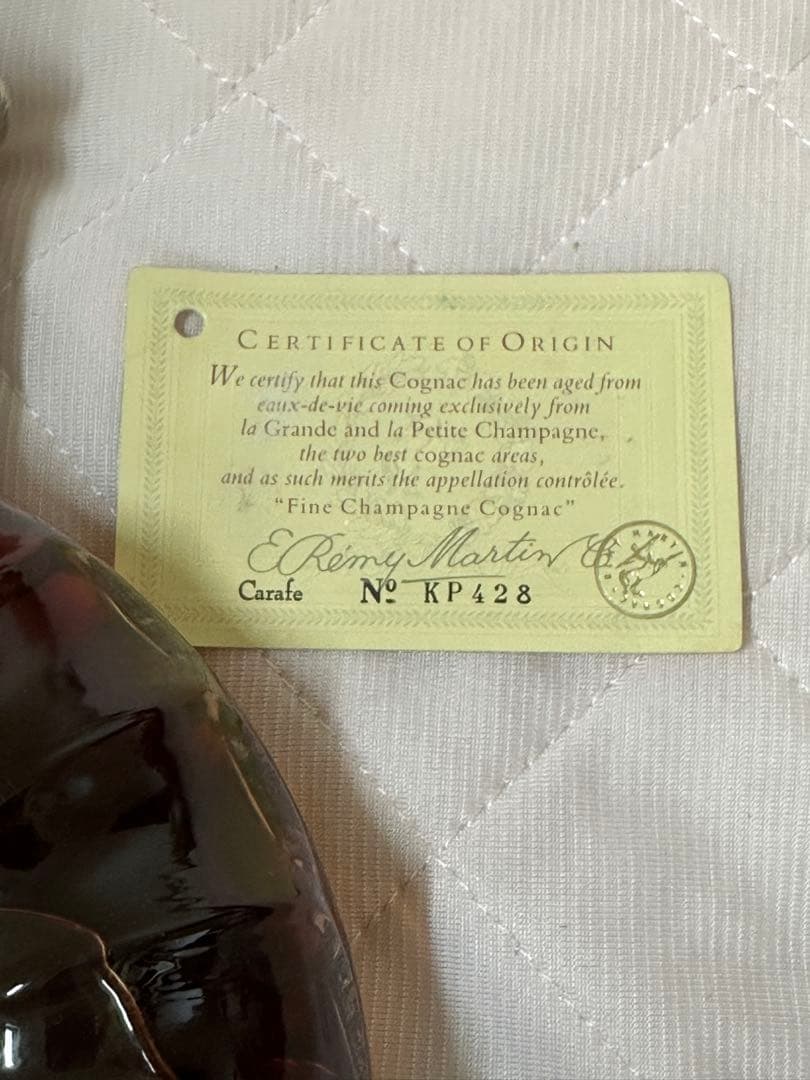 CERTIFICATE OF ORIGIN
We certify that this Cognac has been aged from
eaux-de-vie coming exclusively from
la Grande and la Petite Champagne,
the two best cognac areas,
and as such merits the appellation contrôlée.
"Fine Champagne Cognac"
E. Rémy Martin & Co
Carafe Nº KP428